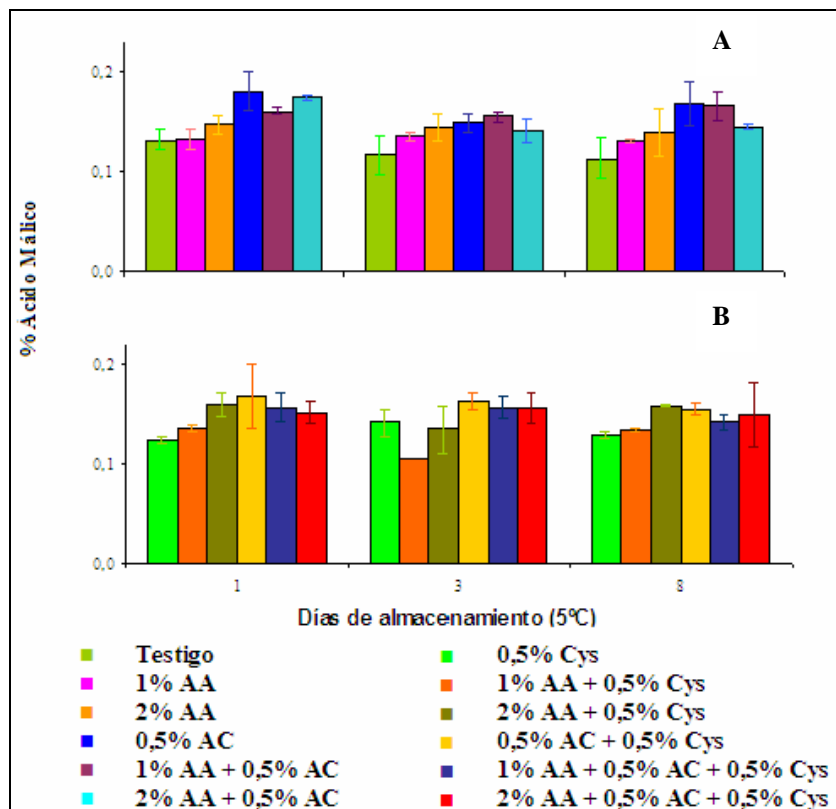 A
0,2
0,1
0,0
% Acido Málico
B
0,2
0,1
0,0
1 3 8
Días de almacenamiento (5ºC)
Testigo 0,5% Cys
1% AA 1% AA + 0,5% Cys
2% AA 2% AA + 0,5% Cys
0,5% AC 0,5% AC + 0,5% Cys
1% AA + 0,5% AC 1% AA + 0,5% AC + 0,5% Cys
2% AA + 0,5% AC 2% AA + 0,5% AC + 0,5% Cys